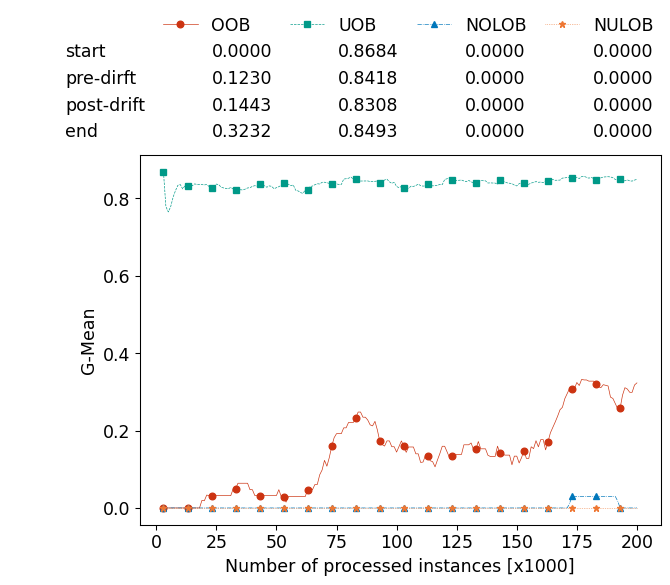 OOB UOB NOLOB NULOB
start 0.0000 0.8684 0.0000 0.0000
pre-dirft 0.1230 0.8418 0.0000 0.0000
post-drift 0.1443 0.8308 0.0000 0.0000
end 0.3232 0.8493 0.0000 0.0000
0.8
0.6
0.4
0.2
0.0
G-Mean
0 25 50 75 100 125 150 175 200
Number of processed instances [x1000]